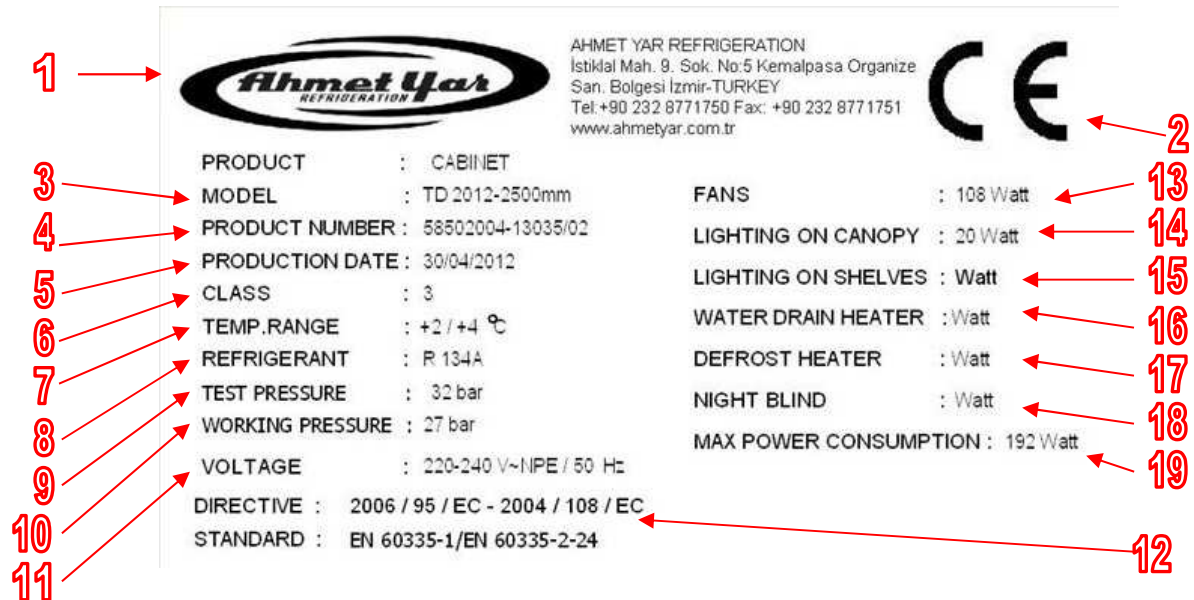 1
Ahmet Yar
REFRIGERATION
AHMET YAR REFRIGERATION
İstiklal Mah. 9. Sok. No:5 Kemalpasa Organize
San. Bolgesi İzmir-TURKEY
Tel:+90 232 8771750 Fax: +90 232 8771751
www.ahmetyar.com.tr
CE
2
PRODUCT : CABINET
3 MODEL : TD 2012-2500mm
4 PRODUCT NUMBER : 58502004-13035/02
5 PRODUCTION DATE : 30/04/2012
6 CLASS : 3
7 TEMP.RANGE : +2 / +4 °C
8 REFRIGERANT : R 134A
9 TEST PRESSURE : 32 bar
10 WORKING PRESSURE : 27 bar
11 VOLTAGE : 220-240 V~NPE / 50 Hz
DIRECTIVE : 2006 / 95 / EC - 2004 / 108 / EC
STANDARD : EN 60335-1/EN 60335-2-24
12
FANS : 108 Watt 13
LIGHTING ON CANOPY : 20 Watt 14
LIGHTING ON SHELVES : Watt 15
WATER DRAIN HEATER : Watt 16
DEFROST HEATER : Watt 17
NIGHT BLIND : Watt 18
MAX POWER CONSUMPTION : 192 Watt 19